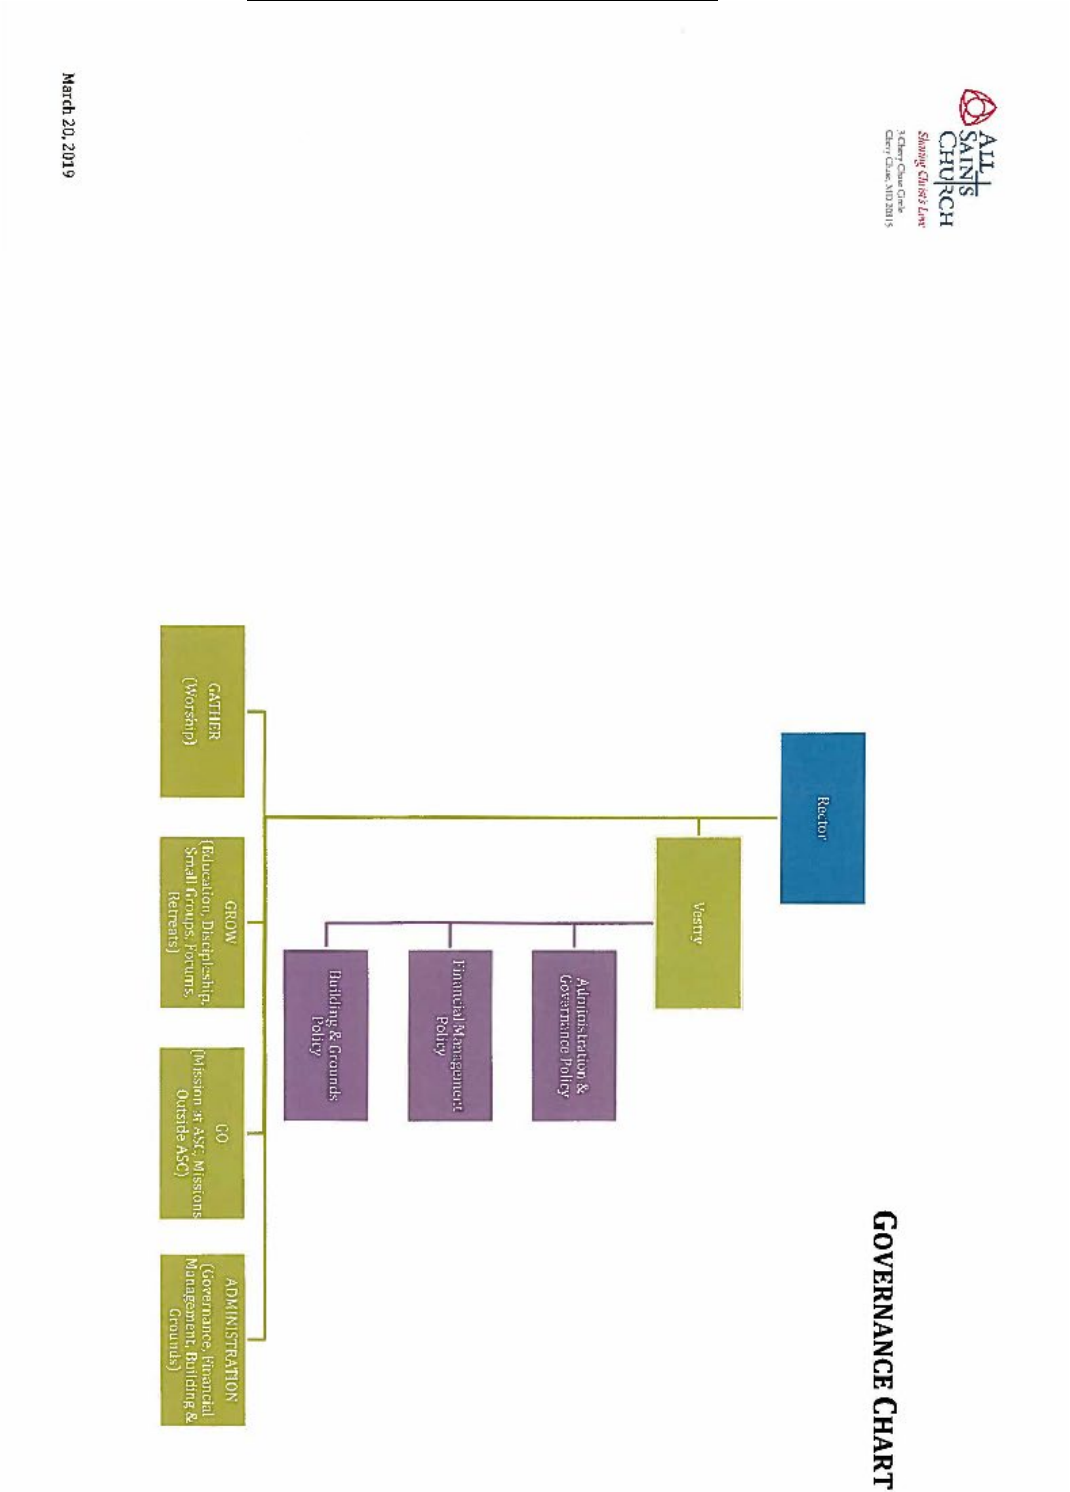 ALL
SAINTS
CHURCH
Sharing Christ's Love
3 Chevy Chase Circle
Chevy Chase, MD 20815
GOVERNANCE CHART
Rector
Vestry
Administration &
Governance Policy
Financial Management
Policy
Building & Grounds
Policy
GATHER
(Worship)
GROW
(Education, Discipleship,
Small Groups, Forums,
Retreats)
GO
(Mission at ASC, Missions
Outside ASC)
ADMINISTRATION
(Governance, Financial
Management, Building &
Grounds)
March 20, 2019